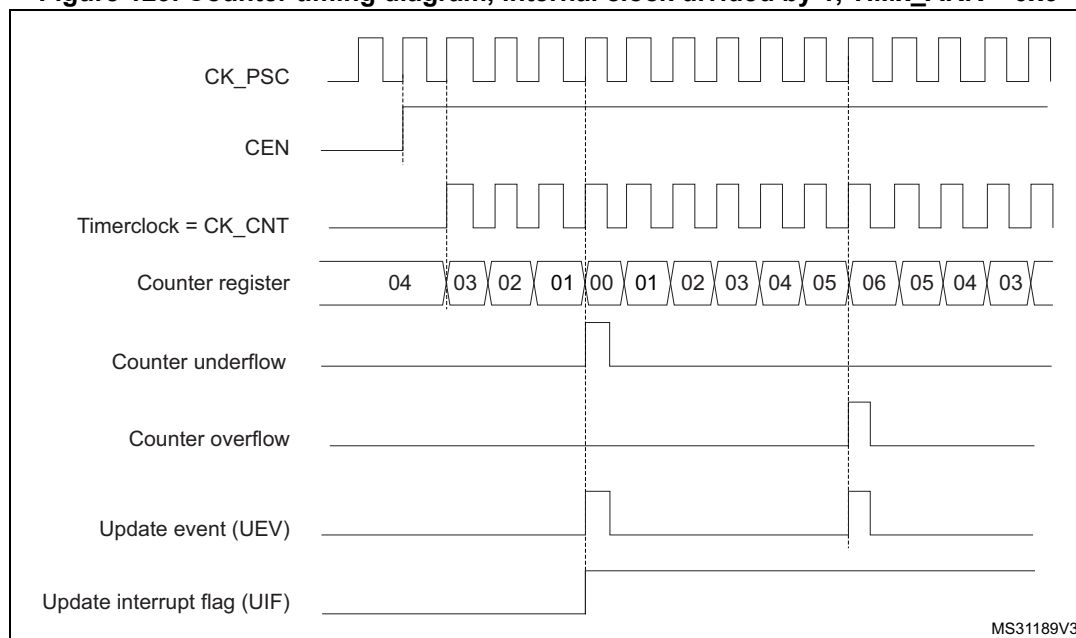 CK_PSC
CEN
Timerclock = CK_CNT
Counter register 04 03 02 01 00 01 02 03 04 05 06 05 04 03
Counter underflow
Counter overflow
Update event (UEV)
Update interrupt flag (UIF)
MS31189V3